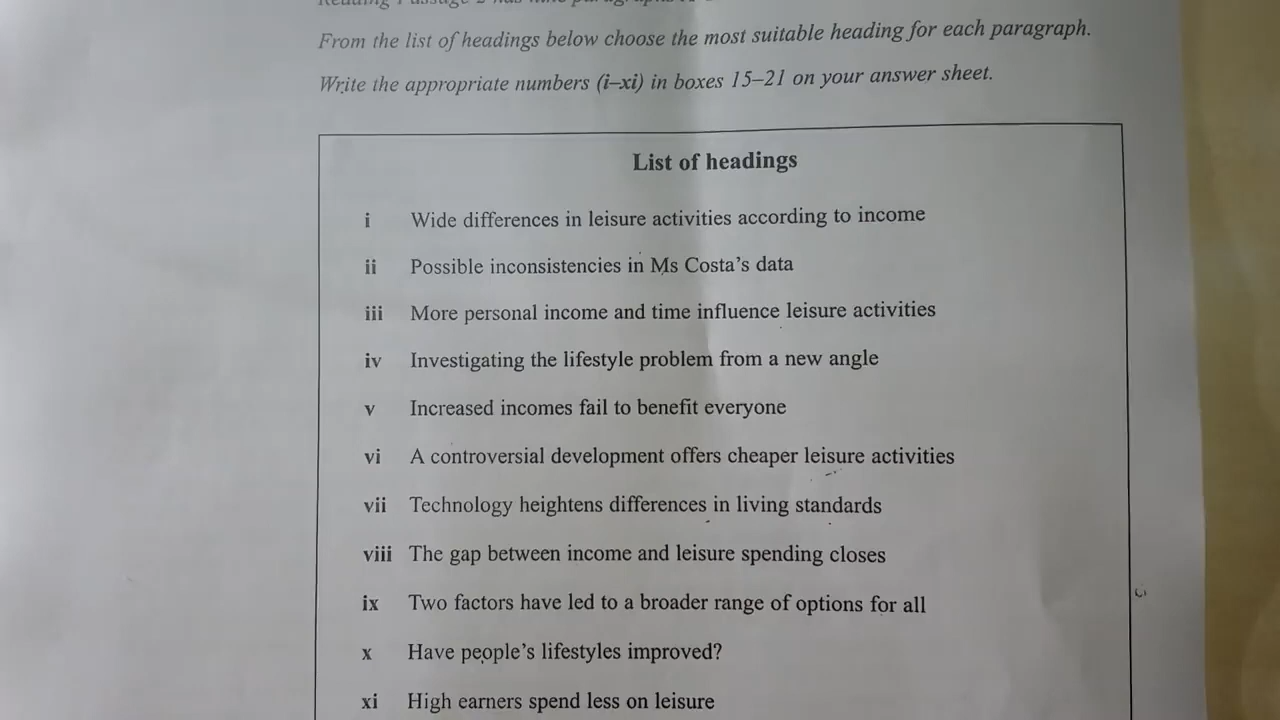 From the list of headings below choose the most suitable heading for each paragraph.
Write the appropriate numbers (i–xi) in boxes 15–21 on your answer sheet.
List of headings
i Wide differences in leisure activities according to income
ii Possible inconsistencies in Ms Costa's data
iii More personal income and time influence leisure activities
iv Investigating the lifestyle problem from a new angle
v Increased incomes fail to benefit everyone
vi A controversial development offers cheaper leisure activities
vii Technology heightens differences in living standards
viii The gap between income and leisure spending closes
ix Two factors have led to a broader range of options for all
x Have people's lifestyles improved?
xi High earners spend less on leisure